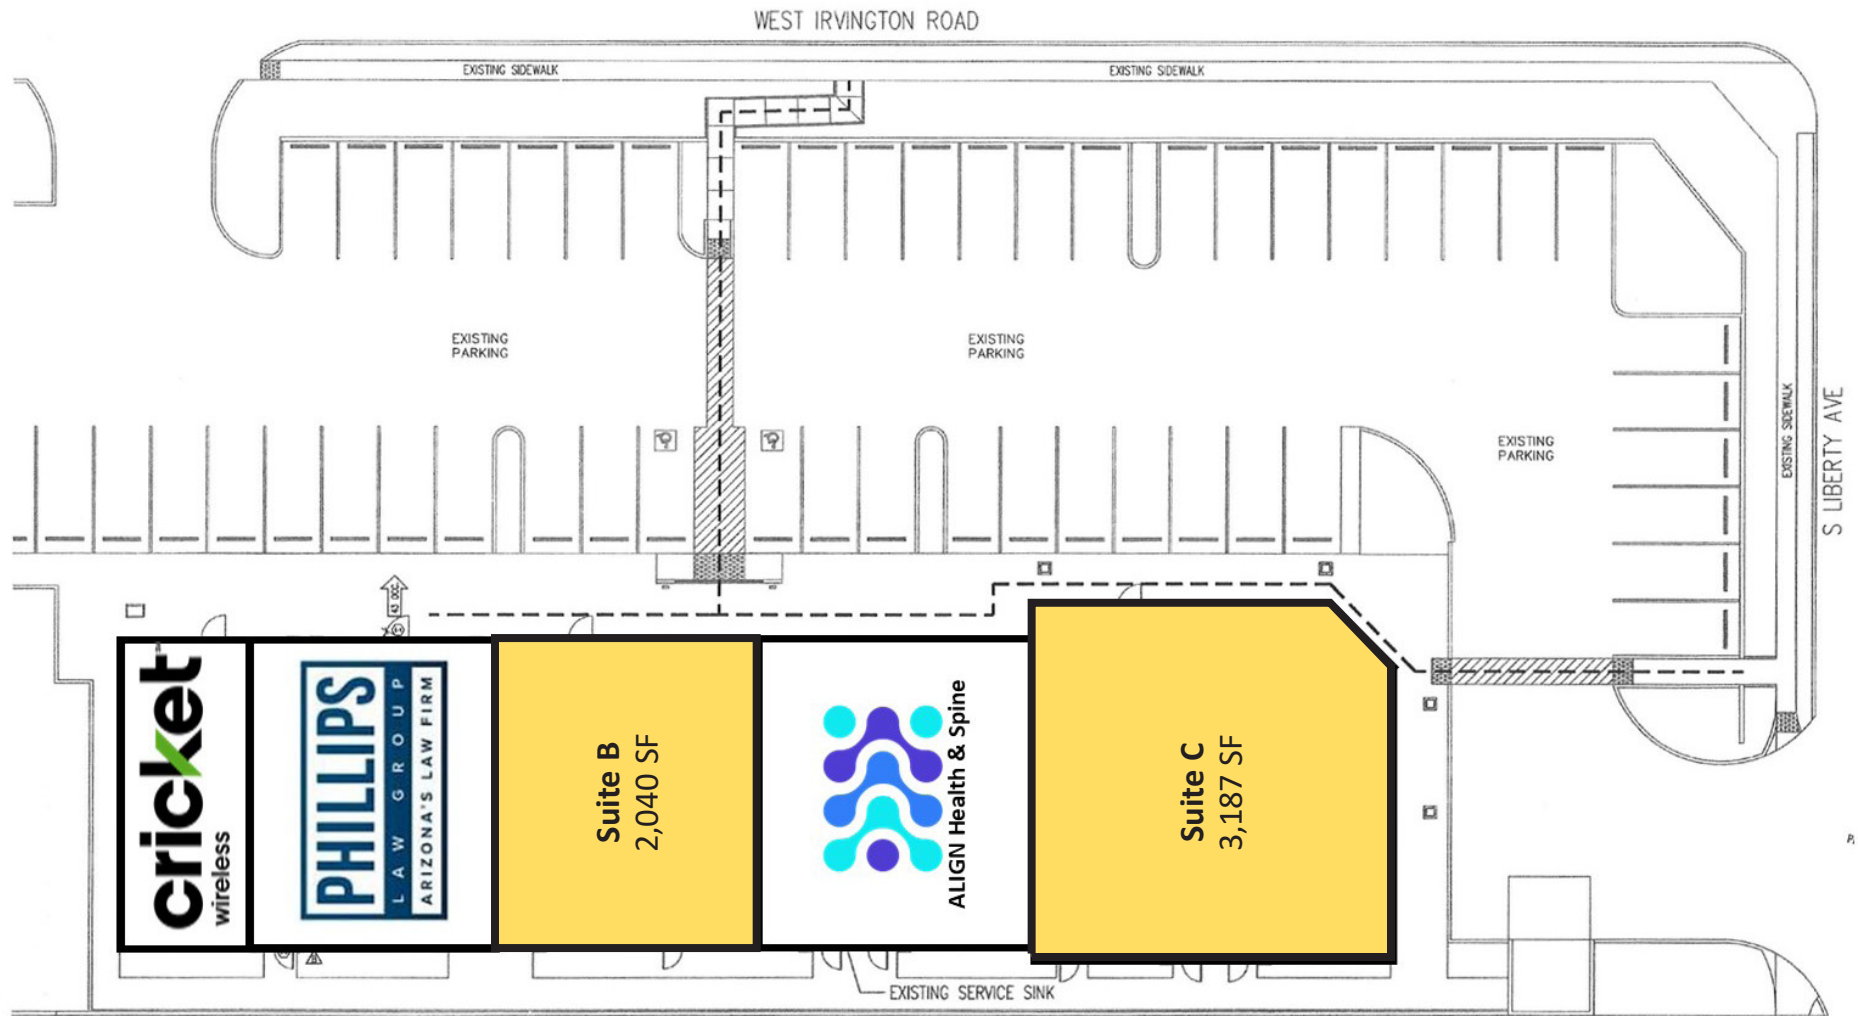 WEST IRVINGTON ROAD
EXISTING SIDEWALK
EXISTING SIDEWALK
EXISTING
PARKING
EXISTING
PARKING
EXISTING
PARKING
EXISTING SIDEWALK
S LIBERTY AVE
43 OCC
cricket
wireless
PHILLIPS
LAW GROUP
ARIZONA'S LAW FIRM
Suite B
2,040 SF
ALIGN Health & Spine
Suite C
3,187 SF
EXISTING SERVICE SINK